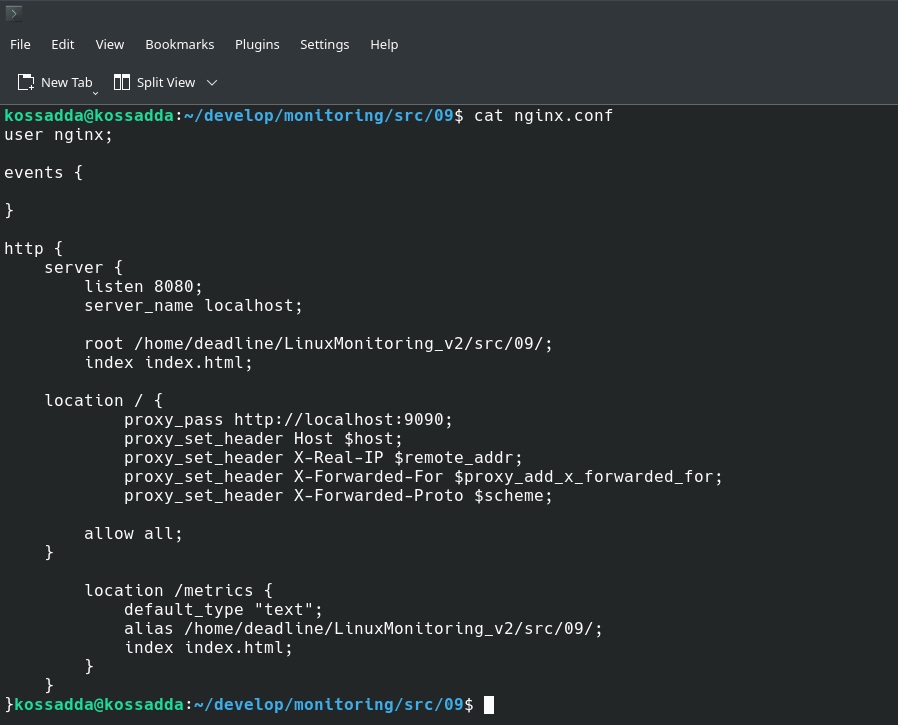 File Edit View Bookmarks Plugins Settings Help
New Tab Split View
kossadda@kossadda:~/develop/monitoring/src/09$ cat nginx.conf
user nginx;
events {
}
http {
    server {
        listen 8080;
        server_name localhost;
        root /home/deadline/LinuxMonitoring_v2/src/09/;
        index index.html;
    location / {
            proxy_pass http://localhost:9090;
            proxy_set_header Host $host;
            proxy_set_header X-Real-IP $remote_addr;
            proxy_set_header X-Forwarded-For $proxy_add_x_forwarded_for;
            proxy_set_header X-Forwarded-Proto $scheme;
        allow all;
    }
        location /metrics {
            default_type "text";
            alias /home/deadline/LinuxMonitoring_v2/src/09/;
            index index.html;
        }
    }
}kossadda@kossadda:~/develop/monitoring/src/09$